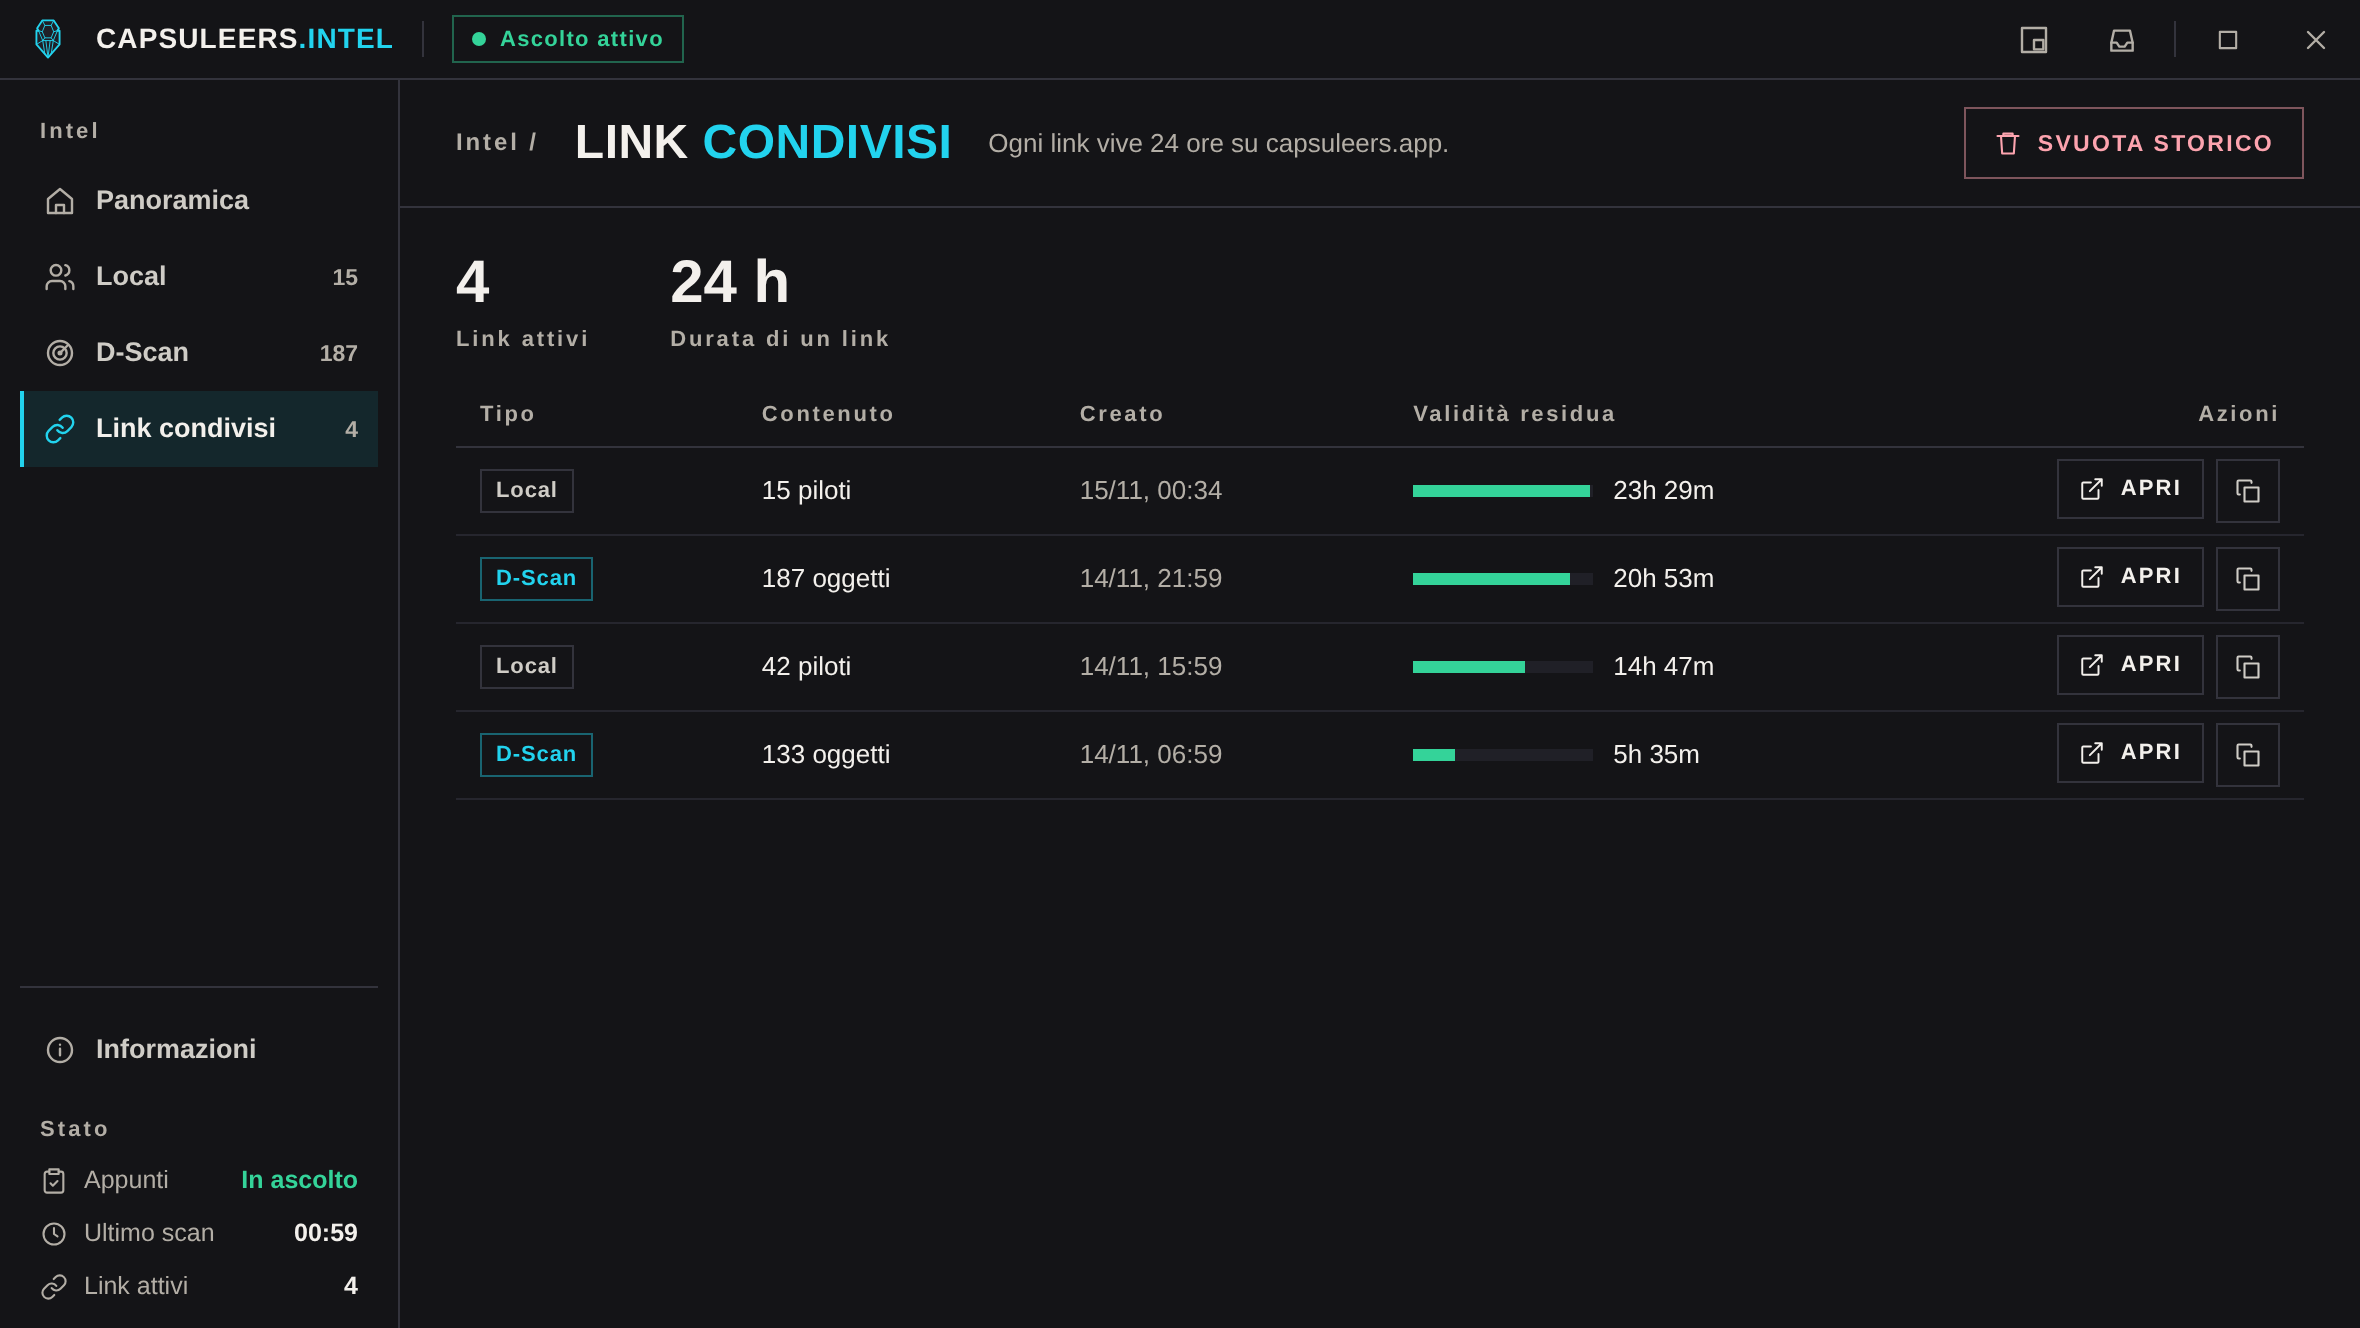 CAPSULEERS.INTEL
Ascolto attivo
Intel
Panoramica
Local 15
D-Scan 187
Link condivisi 4
Informazioni
Stato
Appunti In ascolto
Ultimo scan 00:59
Link attivi 4
Intel / LINK CONDIVISI Ogni link vive 24 ore su capsuleers.app.
SVUOTA STORICO
4 24 h
Link attivi Durata di un link
Tipo Contenuto Creato Validità residua Azioni
Local 15 piloti 15/11, 00:34 23h 29m APRI
D-Scan 187 oggetti 14/11, 21:59 20h 53m APRI
Local 42 piloti 14/11, 15:59 14h 47m APRI
D-Scan 133 oggetti 14/11, 06:59 5h 35m APRI